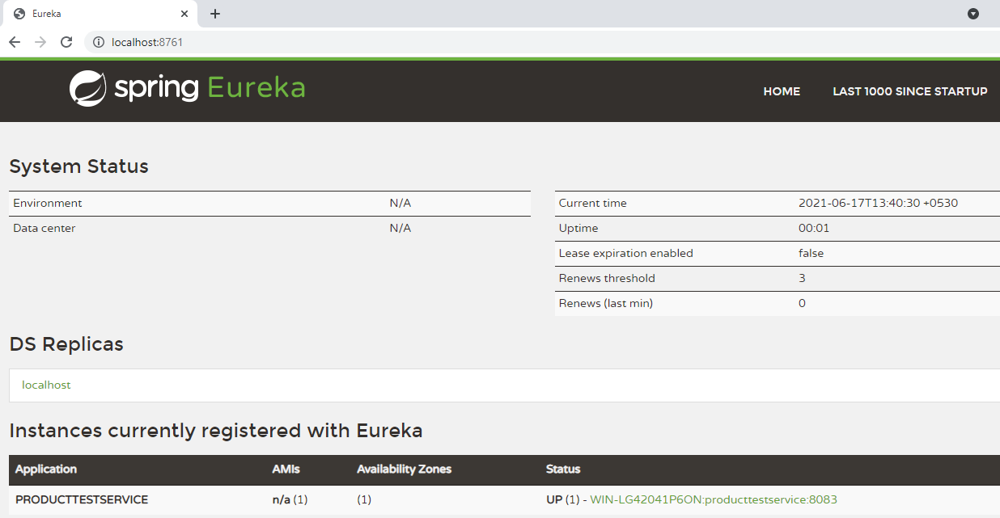 Eureka
localhost:8761
spring Eureka
HOME LAST 1000 SINCE STARTUP
System Status
Environment N/A
Data center N/A
Current time 2021-06-17T13:40:30 +0530
Uptime 00:01
Lease expiration enabled false
Renews threshold 3
Renews (last min) 0
DS Replicas
localhost
Instances currently registered with Eureka
Application AMIs Availability Zones Status
PRODUCTTESTSERVICE n/a (1) (1) UP (1) - WIN-LG42041P6ON:producttestservice:8083